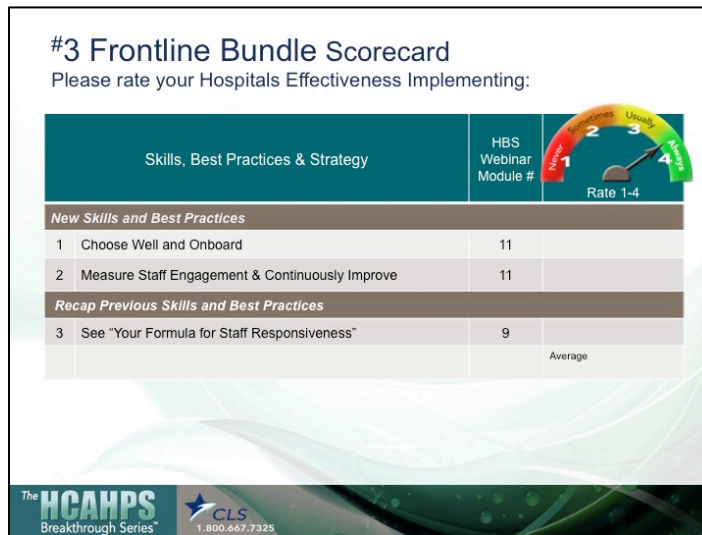 #3 Frontline Bundle Scorecard
Please rate your Hospitals Effectiveness Implementing:
Skills, Best Practices & Strategy
HBS
Webinar
Module #
Never
Sometimes
Usually
Always
1
2
3
4
Rate 1-4
New Skills and Best Practices
1 Choose Well and Onboard 11
2 Measure Staff Engagement & Continuously Improve 11
Recap Previous Skills and Best Practices
3 See “Your Formula for Staff Responsiveness” 9
Average
The HCAHPS
Breakthrough Series™
CLS
1.800.667.7325